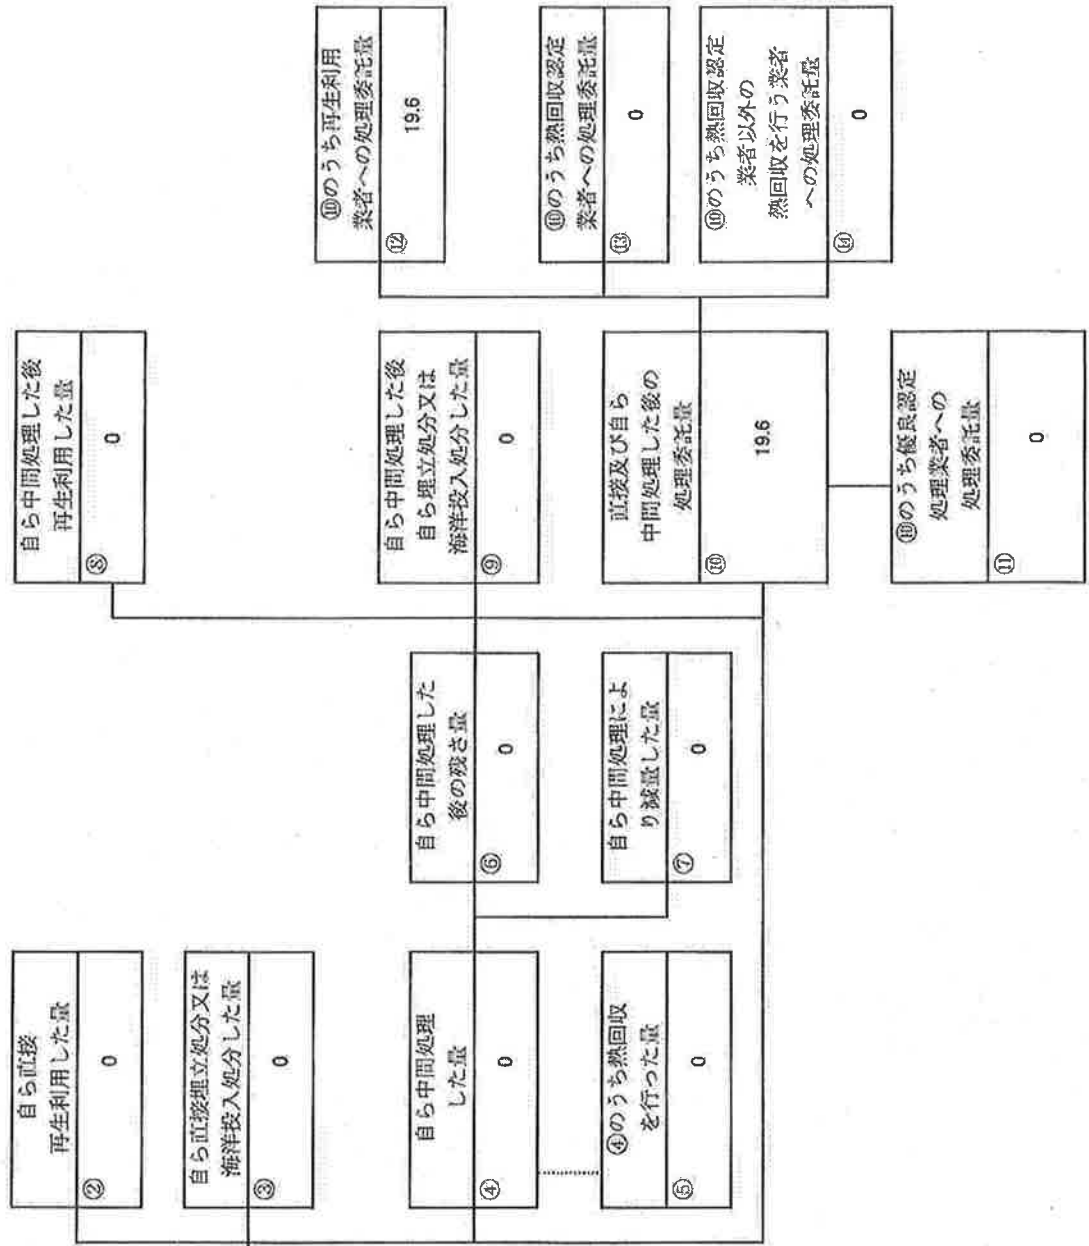 自ら直接
再生利用した量
②
0
自ら直接埋立処分又は
海洋投入処分した量
③
0
自ら中間処理
した量
④
0
④のうち熱回収
を行った量
⑤
0
自ら中間処理した
後の残さ量
⑥
0
自ら中間処理によ
り減量した量
⑦
0
自ら中間処理した後
再生利用した量
⑧
0
自ら中間処理した後
自ら埋立処分又は
海洋投入処分した量
⑨
0
直接及び自ら
中間処理した後の
処理委託量
⑩
19.6
⑩のうち優良認定
処理業者への
処理委託量
⑪
0
⑩のうち再生利用
業者への処理委託量
⑫
19.6
⑩のうち熱回収認定
業者への処理委託量
⑬
0
⑩のうち熱回収認定
業者以外の
熱回収を行う業者
への処理委託量
⑭
0